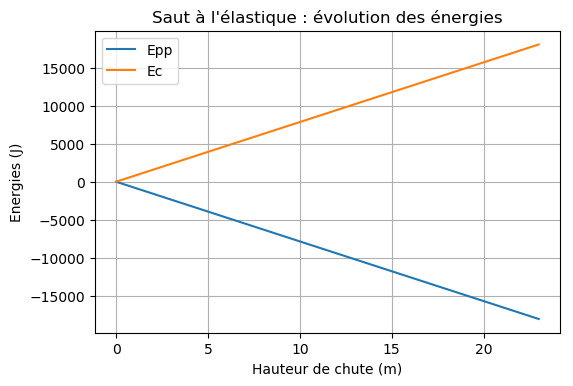 Saut à l'élastique : évolution des énergies
Epp
Ec
15000
10000
5000
0
−5000
−10000
−15000
Energies (J)
0 5 10 15 20
Hauteur de chute (m)